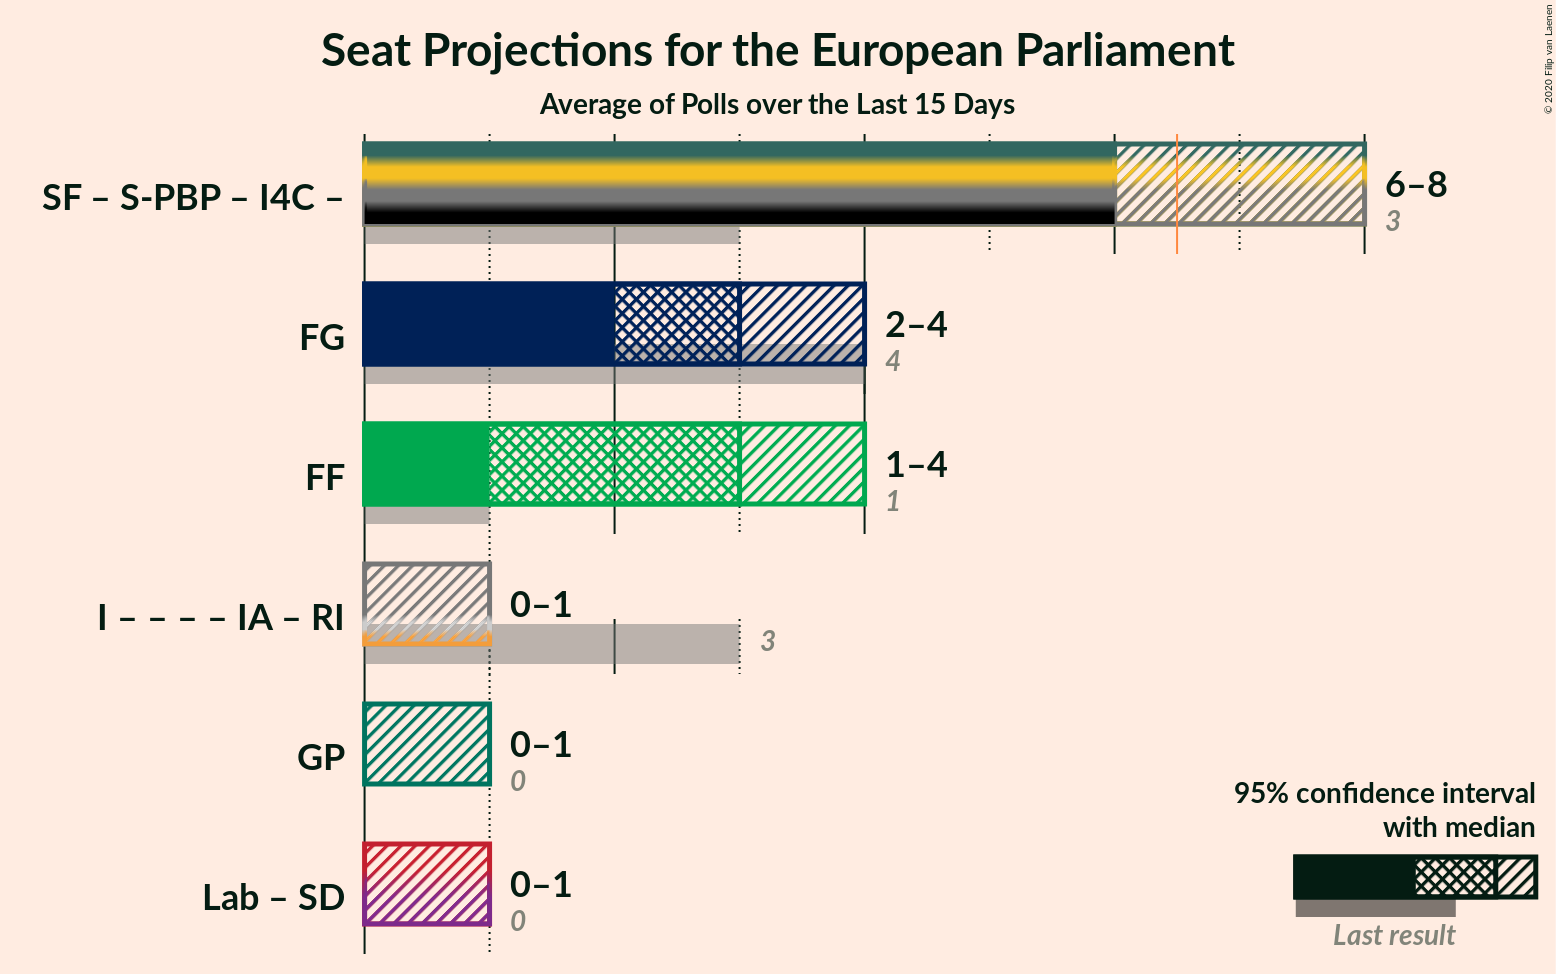 Seat Projections for the European Parliament
Average of Polls over the Last 15 Days
© 2020 Filip van Laenen
SF – S-PBP – I4C –
6–8
3
FG
2–4
4
FF
1–4
1
I – – – – IA – RI
0–1
3
GP
0–1
0
Lab – SD
0–1
0
95% confidence interval
with median
Last result